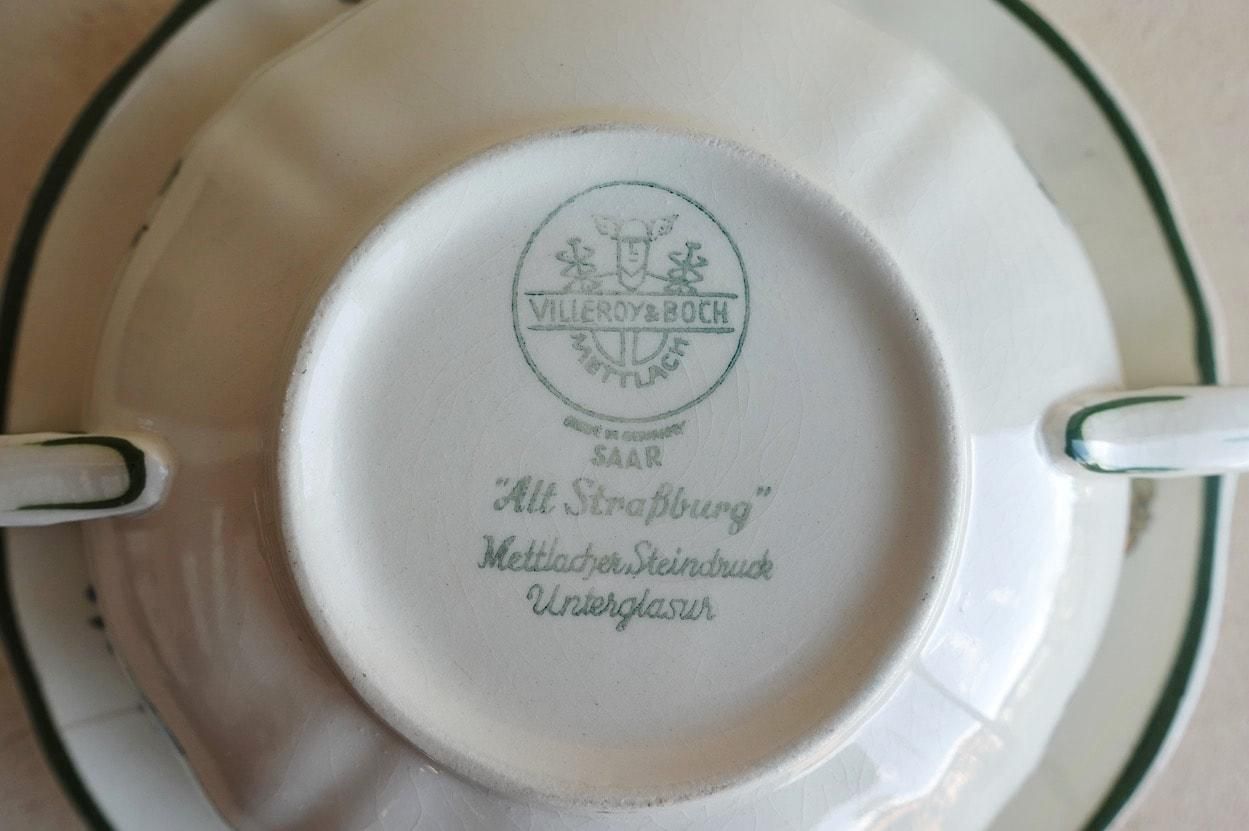 VILLEROY & BOCH
METTLACH
MADE IN GERMANY
SAAR
"Alt Straßburg"
Mettlacher Steindruck
Unterglasur